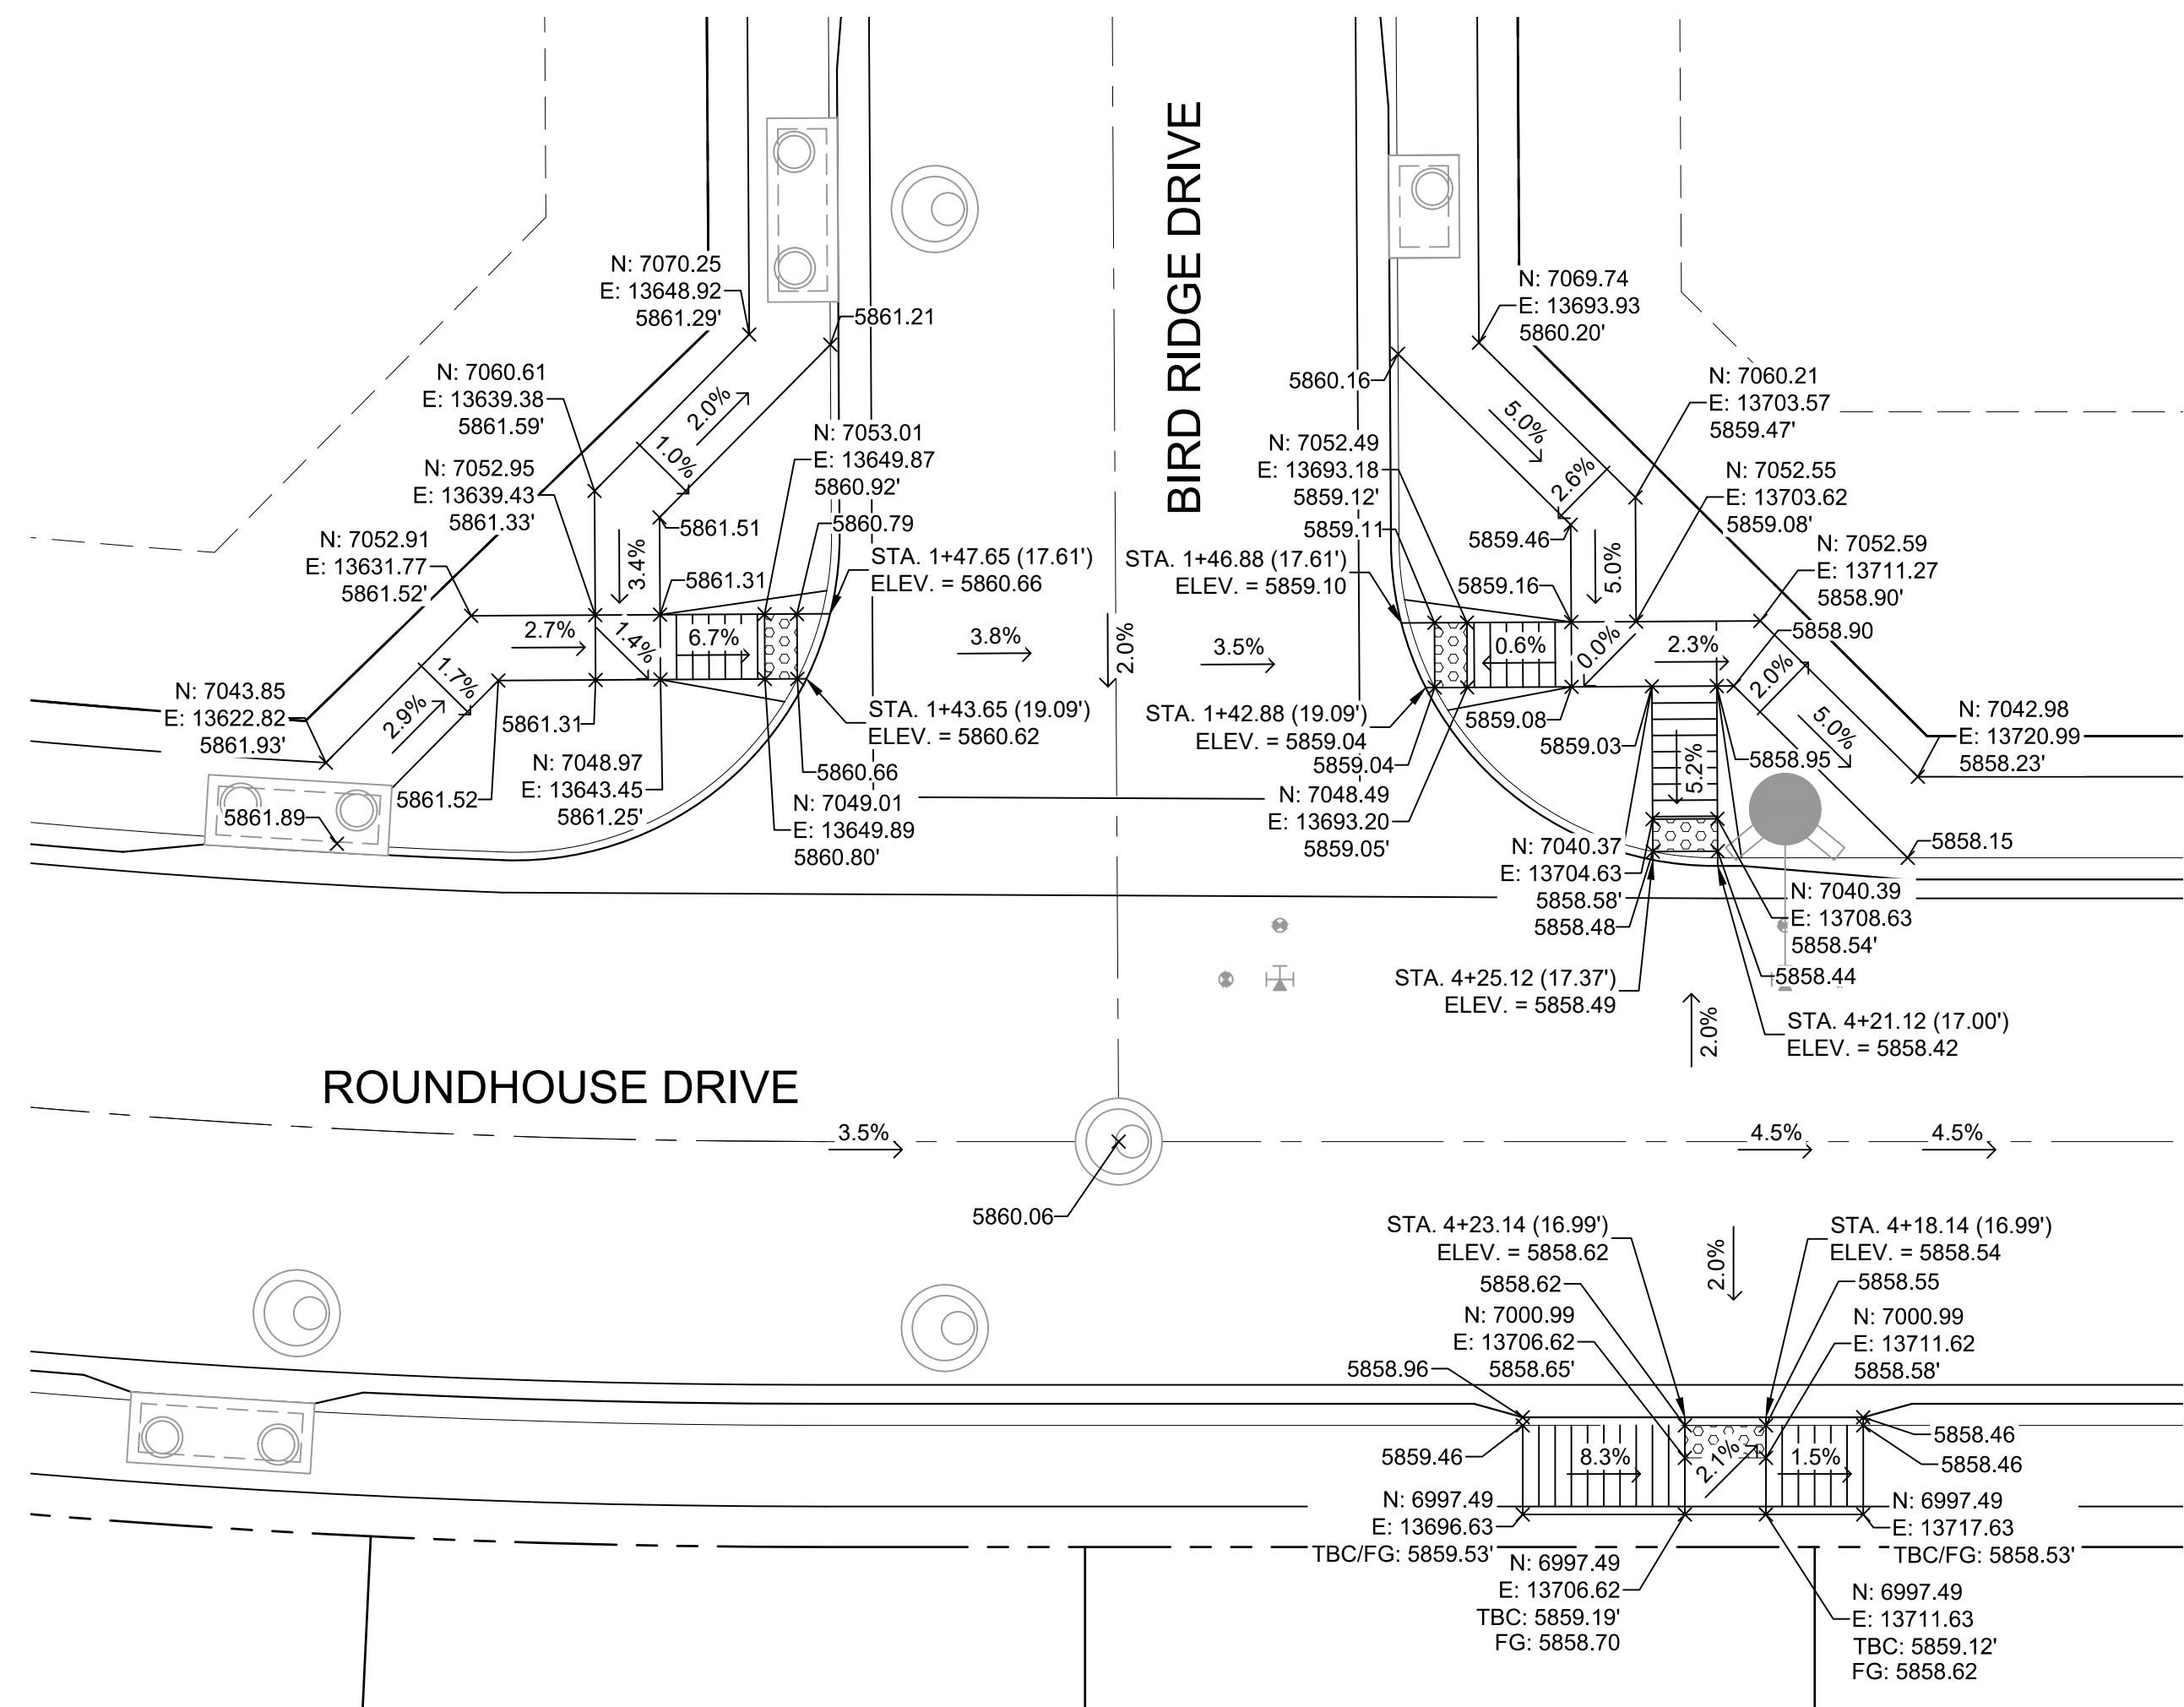 BIRD RIDGE DRIVE
N: 7070.25
E: 13648.92
5861.29'
5861.21
N: 7060.61
E: 13639.38
5861.59'
2.0%
1.0%
N: 7052.95
E: 13639.43
5861.33'
N: 7053.01
E: 13649.87
5860.92'
5861.51
5860.79
N: 7052.91
E: 13631.77
5861.52'
3.4%
STA. 1+47.65 (17.61')
ELEV. = 5860.66
5861.31
2.7%
1.4%
6.7%
3.8%
2.0%
3.5%
N: 7043.85
E: 13622.82
5861.93'
1.7%
2.9%
5861.31
STA. 1+43.65 (19.09')
ELEV. = 5860.62
N: 7048.97
E: 13643.45
5861.25'
5860.66
5861.52
5861.89
N: 7049.01
E: 13649.89
5860.80'
N: 7069.74
E: 13693.93
5860.20'
5860.16
N: 7060.21
E: 13703.57
5859.47'
5.0%
N: 7052.49
E: 13693.18
5859.12'
2.6%
N: 7052.55
E: 13703.62
5859.08'
5859.11
5859.46
N: 7052.59
E: 13711.27
5858.90'
STA. 1+46.88 (17.61')
ELEV. = 5859.10
5859.16
5.0%
5858.90
0.6%
0.0%
2.3%
2.0%
STA. 1+42.88 (19.09')
ELEV. = 5859.04
5859.08
5859.03
5.0%
N: 7042.98
E: 13720.99
5858.23'
5859.04
5.2%
5858.95
N: 7048.49
E: 13693.20
5859.05'
5858.15
N: 7040.37
E: 13704.63
5858.58'
5858.48
N: 7040.39
E: 13708.63
5858.54'
5858.44
STA. 4+25.12 (17.37')
ELEV. = 5858.49
STA. 4+21.12 (17.00')
ELEV. = 5858.42
2.0%
ROUNDHOUSE DRIVE
3.5%
4.5%
4.5%
5860.06
STA. 4+23.14 (16.99')
ELEV. = 5858.62
STA. 4+18.14 (16.99')
ELEV. = 5858.54
2.0%
5858.62
5858.55
N: 7000.99
E: 13706.62
5858.65'
N: 7000.99
E: 13711.62
5858.58'
5858.96
5858.46
5859.46
8.3%
2.1%
1.5%
5858.46
N: 6997.49
E: 13696.63
TBC/FG: 5859.53'
N: 6997.49
E: 13717.63
TBC/FG: 5858.53'
N: 6997.49
E: 13706.62
TBC: 5859.19'
FG: 5858.70
N: 6997.49
E: 13711.63
TBC: 5859.12'
FG: 5858.62